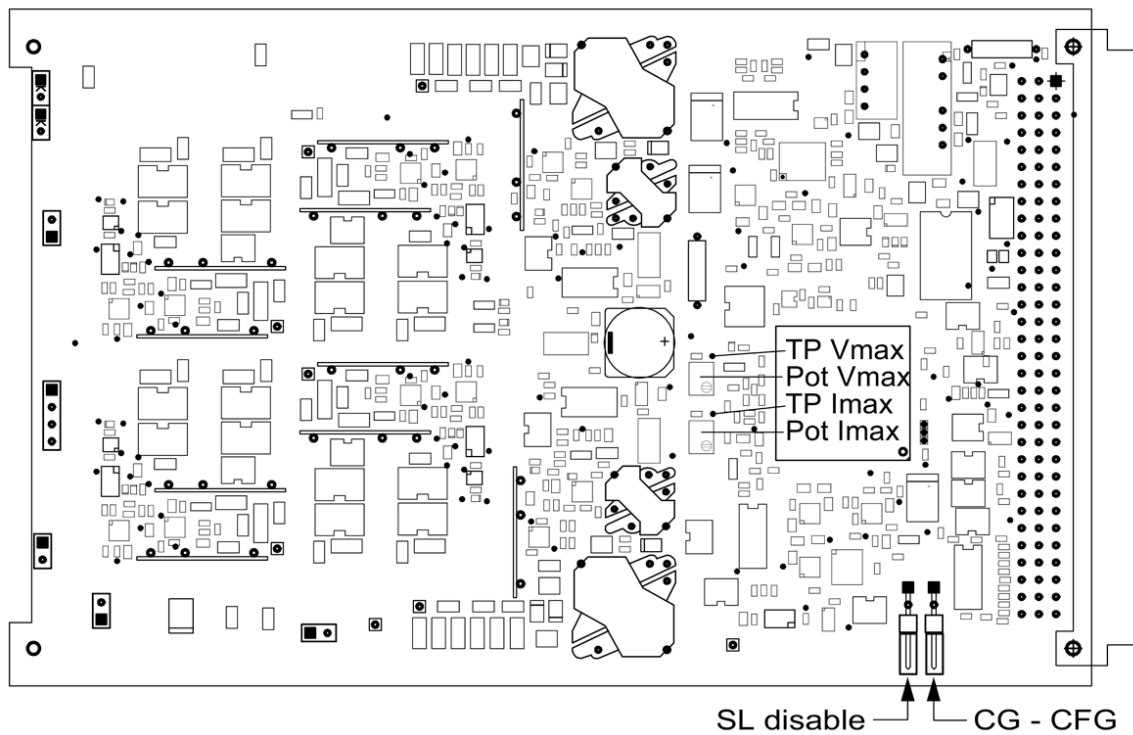 TP Vmax
Pot Vmax
TP Imax
Pot Imax
SL disable
CG - CFG